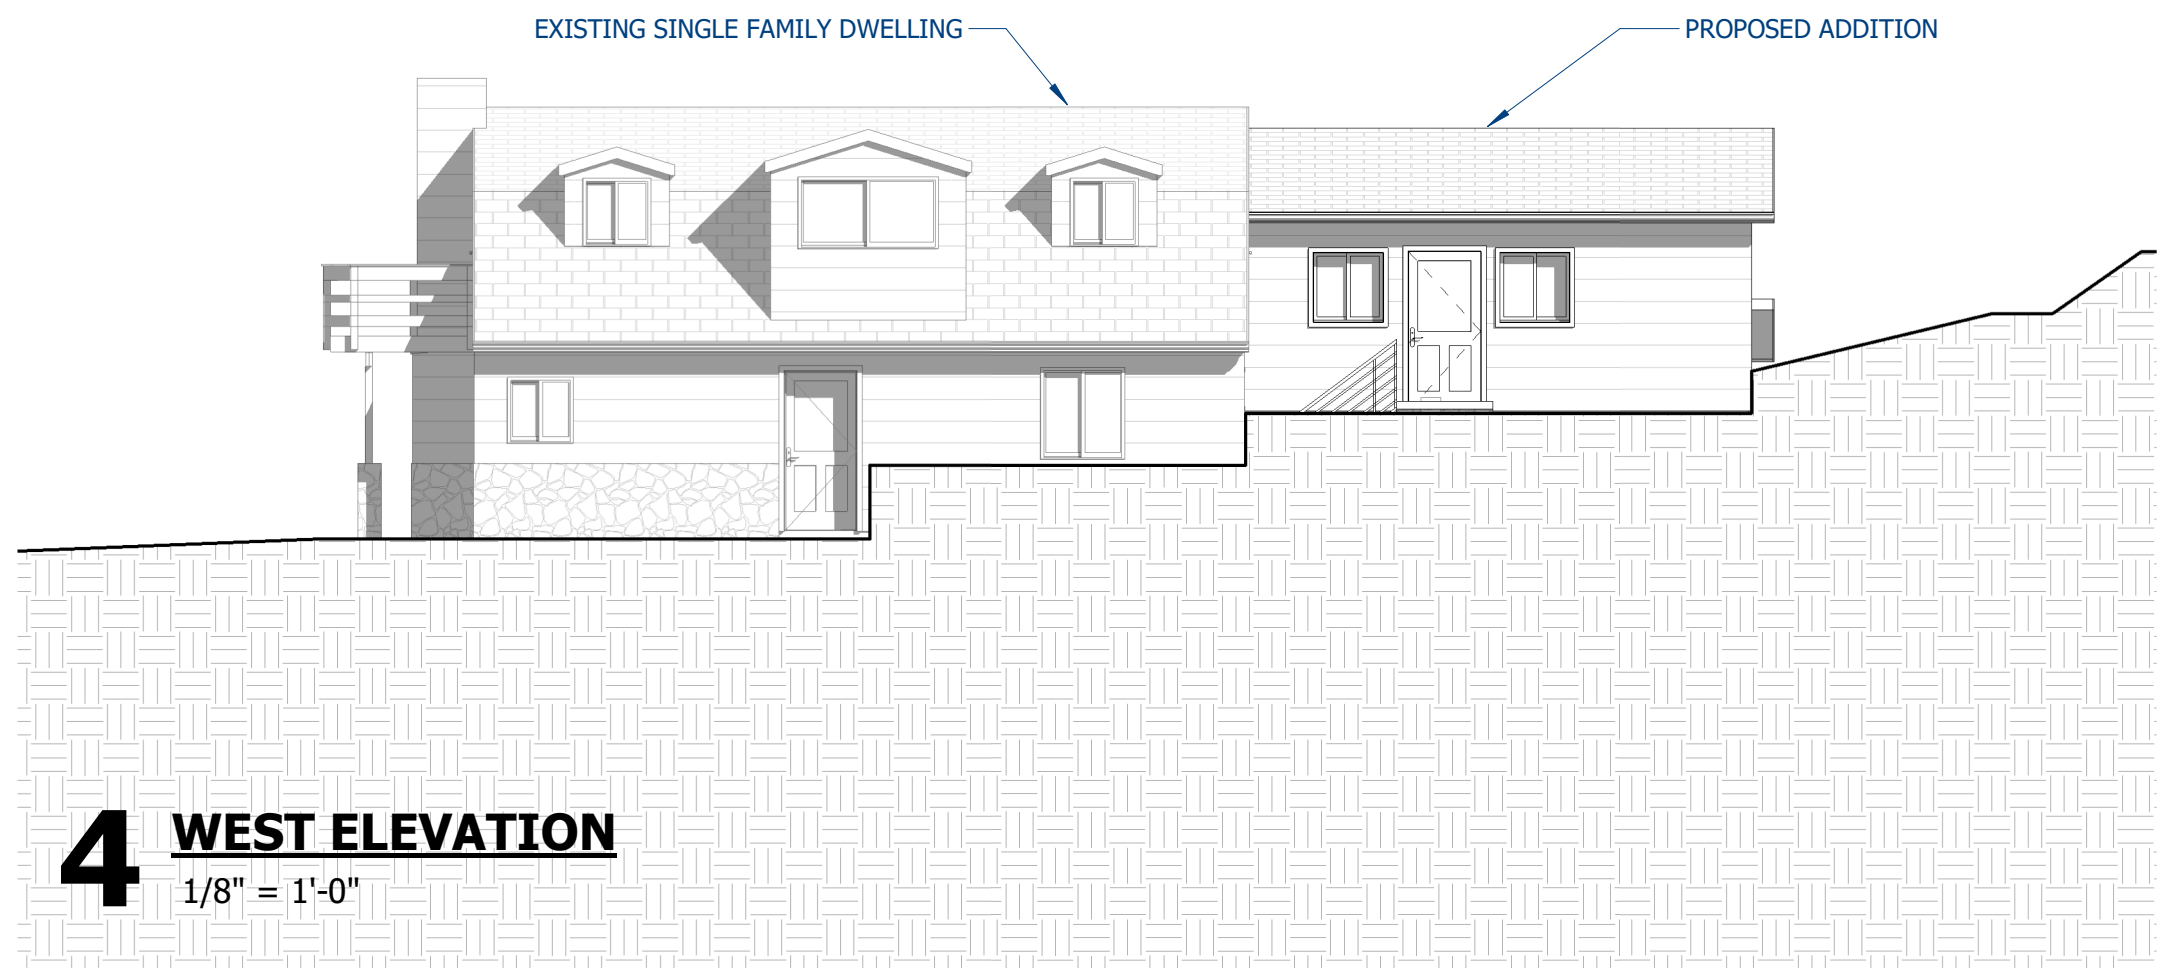 EXISTING SINGLE FAMILY DWELLING
PROPOSED ADDITION
4
WEST ELEVATION
1/8" = 1'-0"